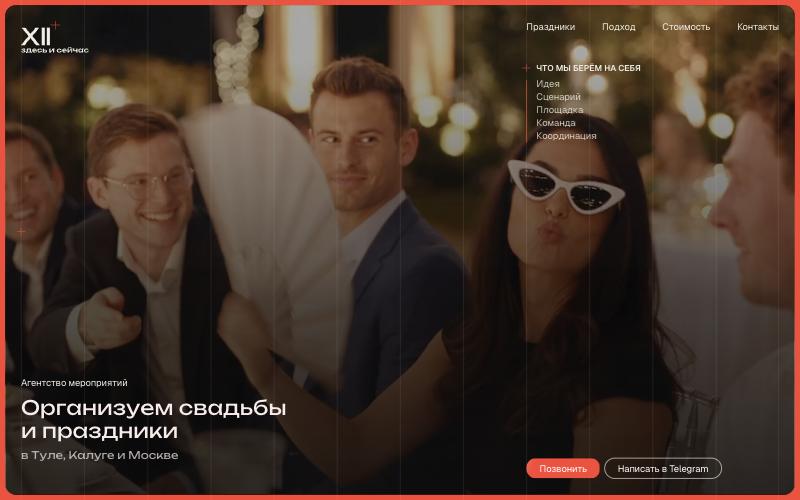 XII
здесь и сейчас
Праздники
Подход
Стоимость
Контакты
ЧТО МЫ БЕРЁМ НА СЕБЯ
Идея
Сценарий
Площадка
Команда
Координация
Агентство мероприятий
Организуем свадьбы
и праздники
в Туле, Калуге и Москве
Позвонить
Написать в Telegram